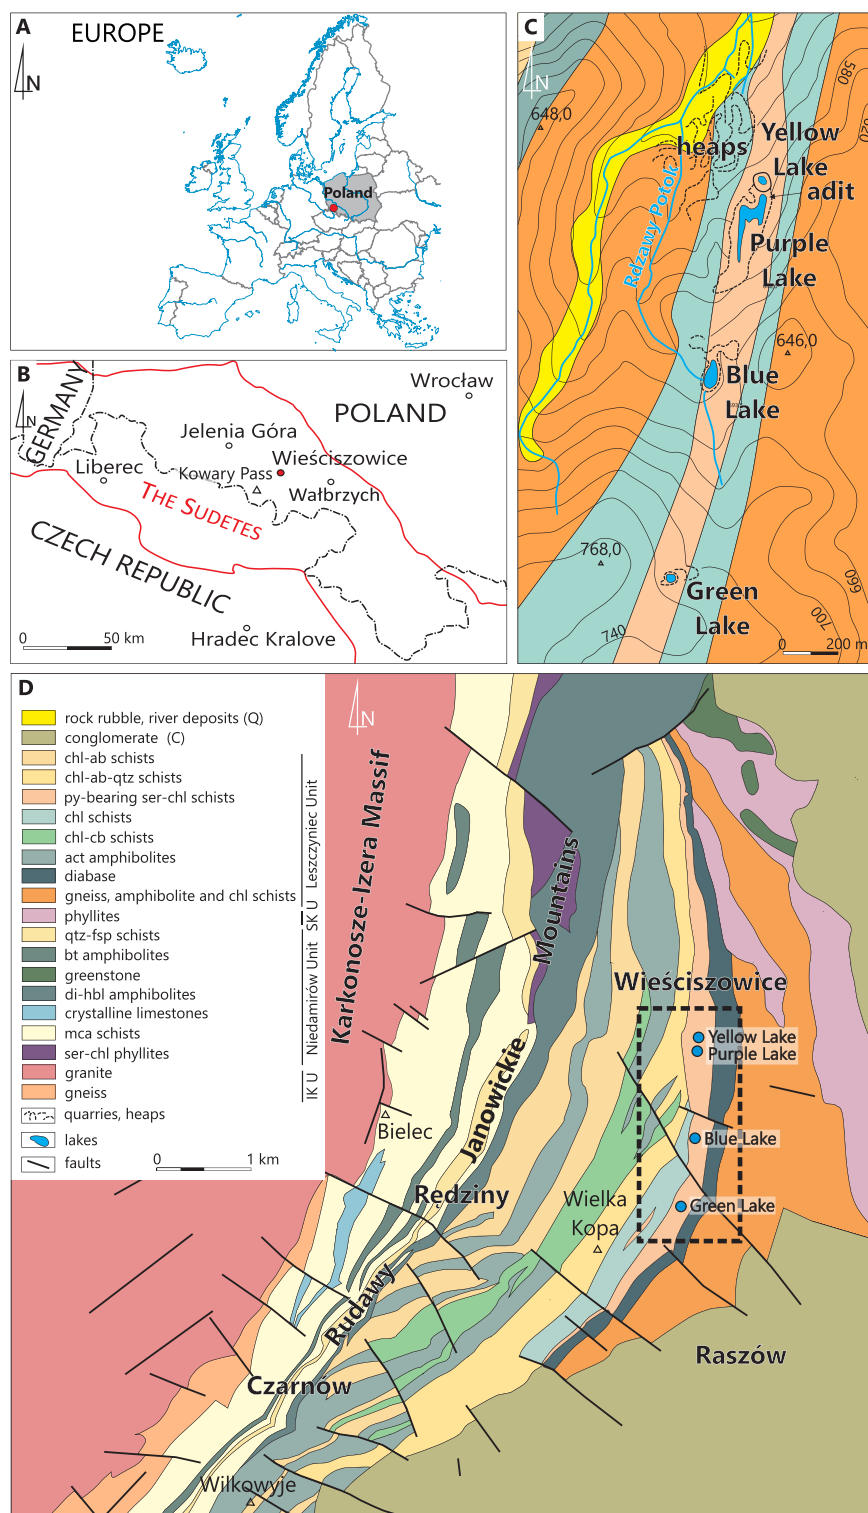 A
EUROPE
N
Poland
B
N
GERMANY
Wrocław
POLAND
Jelenia Góra
Wieściszowice
Liberec
Kowary Pass
Wałbrzych
THE SUDETES
CZECH REPUBLIC
0 50 km
Hradec Kralove
C
N
580
620
648,0
heaps
Yellow
Lake
adit
Rdzawy Potok
Purple
Lake
646,0
Blue
Lake
768,0
Green
Lake
660
700
740
0 200 m
D
N
rock rubble, river deposits (Q)
conglomerate (C)
chl-ab schists
chl-ab-qtz schists
py-bearing ser-chl schists
chl schists
chl-cb schists
act amphibolites
diabase
gneiss, amphibolite and chl schists
phyllites
qtz-fsp schists
bt amphibolites
greenstone
di-hbl amphibolites
crystalline limestones
mca schists
ser-chl phyllites
granite
gneiss
quarries, heaps
lakes
faults
0 1 km
Leszczyniec Unit
SK U
Niedamirów Unit
IK U
Karkonosze-Izera Massif
Mountains
Janowickie
Rudawy
Wieściszowice
Yellow Lake
Purple Lake
Blue Lake
Green Lake
Bielec
Rędziny
Wielka
Kopa
Raszów
Czarnów
Wilkowyje